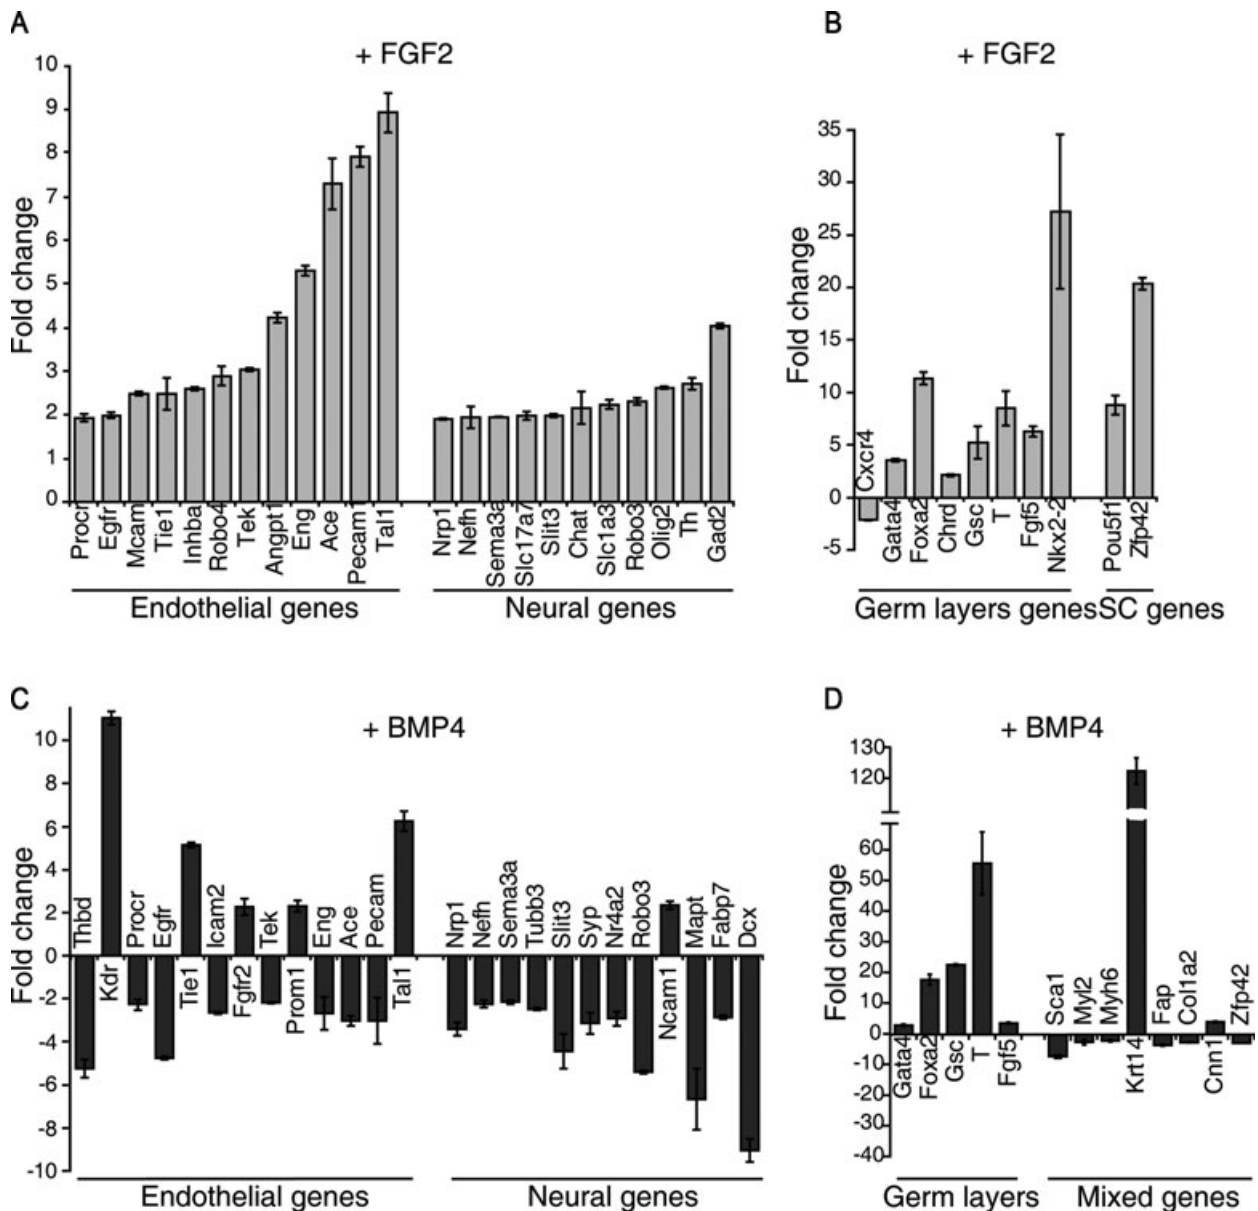 A
+ FGF2
Fold change
10
9
8
7
6
5
4
3
2
1
0
Procr
Egfr
Mcam
Tie1
Inhba
Robo4
Tek
Angpt1
Eng
Ace
Pecam1
Tal1
Nrp1
Nefh
Sema3a
Slc17a7
Slit3
Chat
Slc1a3
Robo3
Olig2
Th
Gad2
Endothelial genes
Neural genes
B
+ FGF2
Fold change
35
30
25
20
15
10
5
0
-5
Cxcr4
Gata4
Foxa2
Chrd
Gsc
T
Fgf5
Nkx2-2
Pou5f1
Zfp42
Germ layers genes
SC genes
C
+ BMP4
Fold change
10
8
6
4
2
0
-2
-4
-6
-8
-10
Thbd
Kdr
Procr
Egfr
Tie1
Icam2
Fgfr2
Tek
Prom1
Eng
Ace
Pecam
Tal1
Nrp1
Nefh
Sema3a
Tubb3
Slit3
Syp
Nr4a2
Robo3
Ncam1
Mapt
Fabp7
Dcx
Endothelial genes
Neural genes
D
+ BMP4
Fold change
130
120
60
50
40
30
20
10
0
-10
-20
-30
-40
Gata4
Foxa2
Gsc
T
Fgf5
Sca1
Myl2
Myh6
Krt14
Fap
Col1a2
Cnn1
Zfp42
Germ layers
Mixed genes